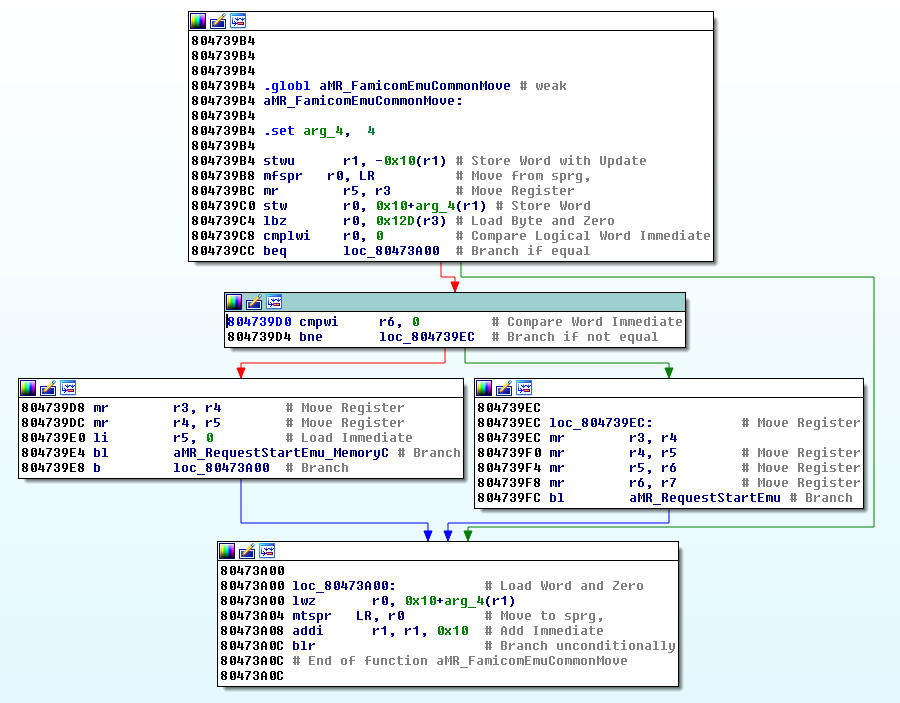 804739B4
804739B4
804739B4
804739B4 .globl aMR_FamicomEmuCommonMove # weak
804739B4 aMR_FamicomEmuCommonMove:
804739B4
804739B4 .set arg_4,  4
804739B4
804739B4 stwu      r1, -0x10(r1) # Store Word with Update
804739B8 mfspr   r0, LR          # Move from sprg,
804739BC mr        r5, r3        # Move Register
804739C0 stw       r0, 0x10+arg_4(r1) # Store Word
804739C4 lbz       r0, 0x12D(r3) # Load Byte and Zero
804739C8 cmplwi    r0, 0         # Compare Logical Word Immediate
804739CC beq       loc_80473A00  # Branch if equal
804739D0 cmpwi     r6, 0         # Compare Word Immediate
804739D4 bne       loc_804739EC  # Branch if not equal
804739D8 mr        r3, r4        # Move Register
804739DC mr        r4, r5        # Move Register
804739E0 li        r5, 0         # Load Immediate
804739E4 bl        aMR_RequestStartEmu_MemoryC # Branch
804739E8 b         loc_80473A00  # Branch
804739EC
804739EC loc_804739EC:           # Move Register
804739EC mr        r3, r4
804739F0 mr        r4, r5        # Move Register
804739F4 mr        r5, r6        # Move Register
804739F8 mr        r6, r7        # Move Register
804739FC bl        aMR_RequestStartEmu # Branch
80473A00
80473A00 loc_80473A00:           # Load Word and Zero
80473A00 lwz       r0, 0x10+arg_4(r1)
80473A04 mtspr   LR, r0          # Move to sprg,
80473A08 addi      r1, r1, 0x10  # Add Immediate
80473A0C blr                     # Branch unconditionally
80473A0C # End of function aMR_FamicomEmuCommonMove
80473A0C